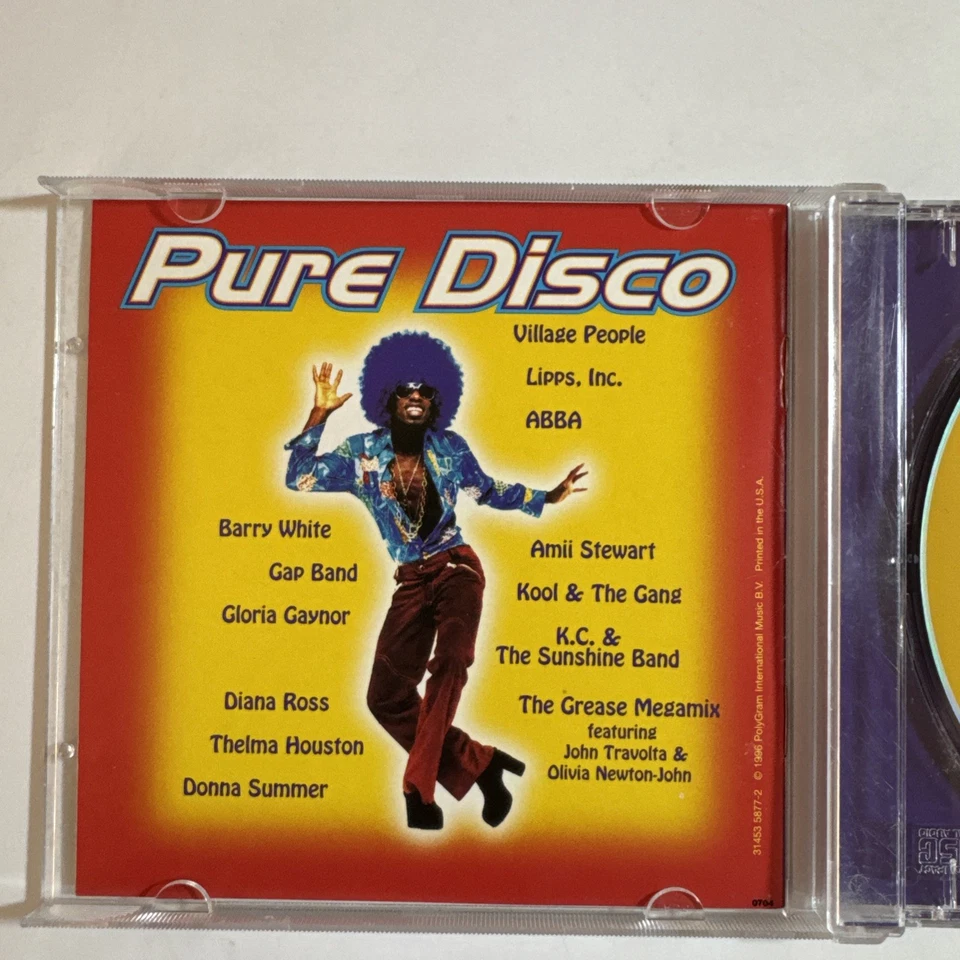 Pure Disco
Village People
Lipps, Inc.
ABBA
Barry White
Gap Band
Gloria Gaynor
Diana Ross
Thelma Houston
Donna Summer
Amii Stewart
Kool & The Gang
K.C. &
The Sunshine Band
The Grease Megamix
featuring
John Travolta &
Olivia Newton-John
31453 5877-2 © 1996 PolyGram International Music B.V. Printed in the U.S.A.
0704